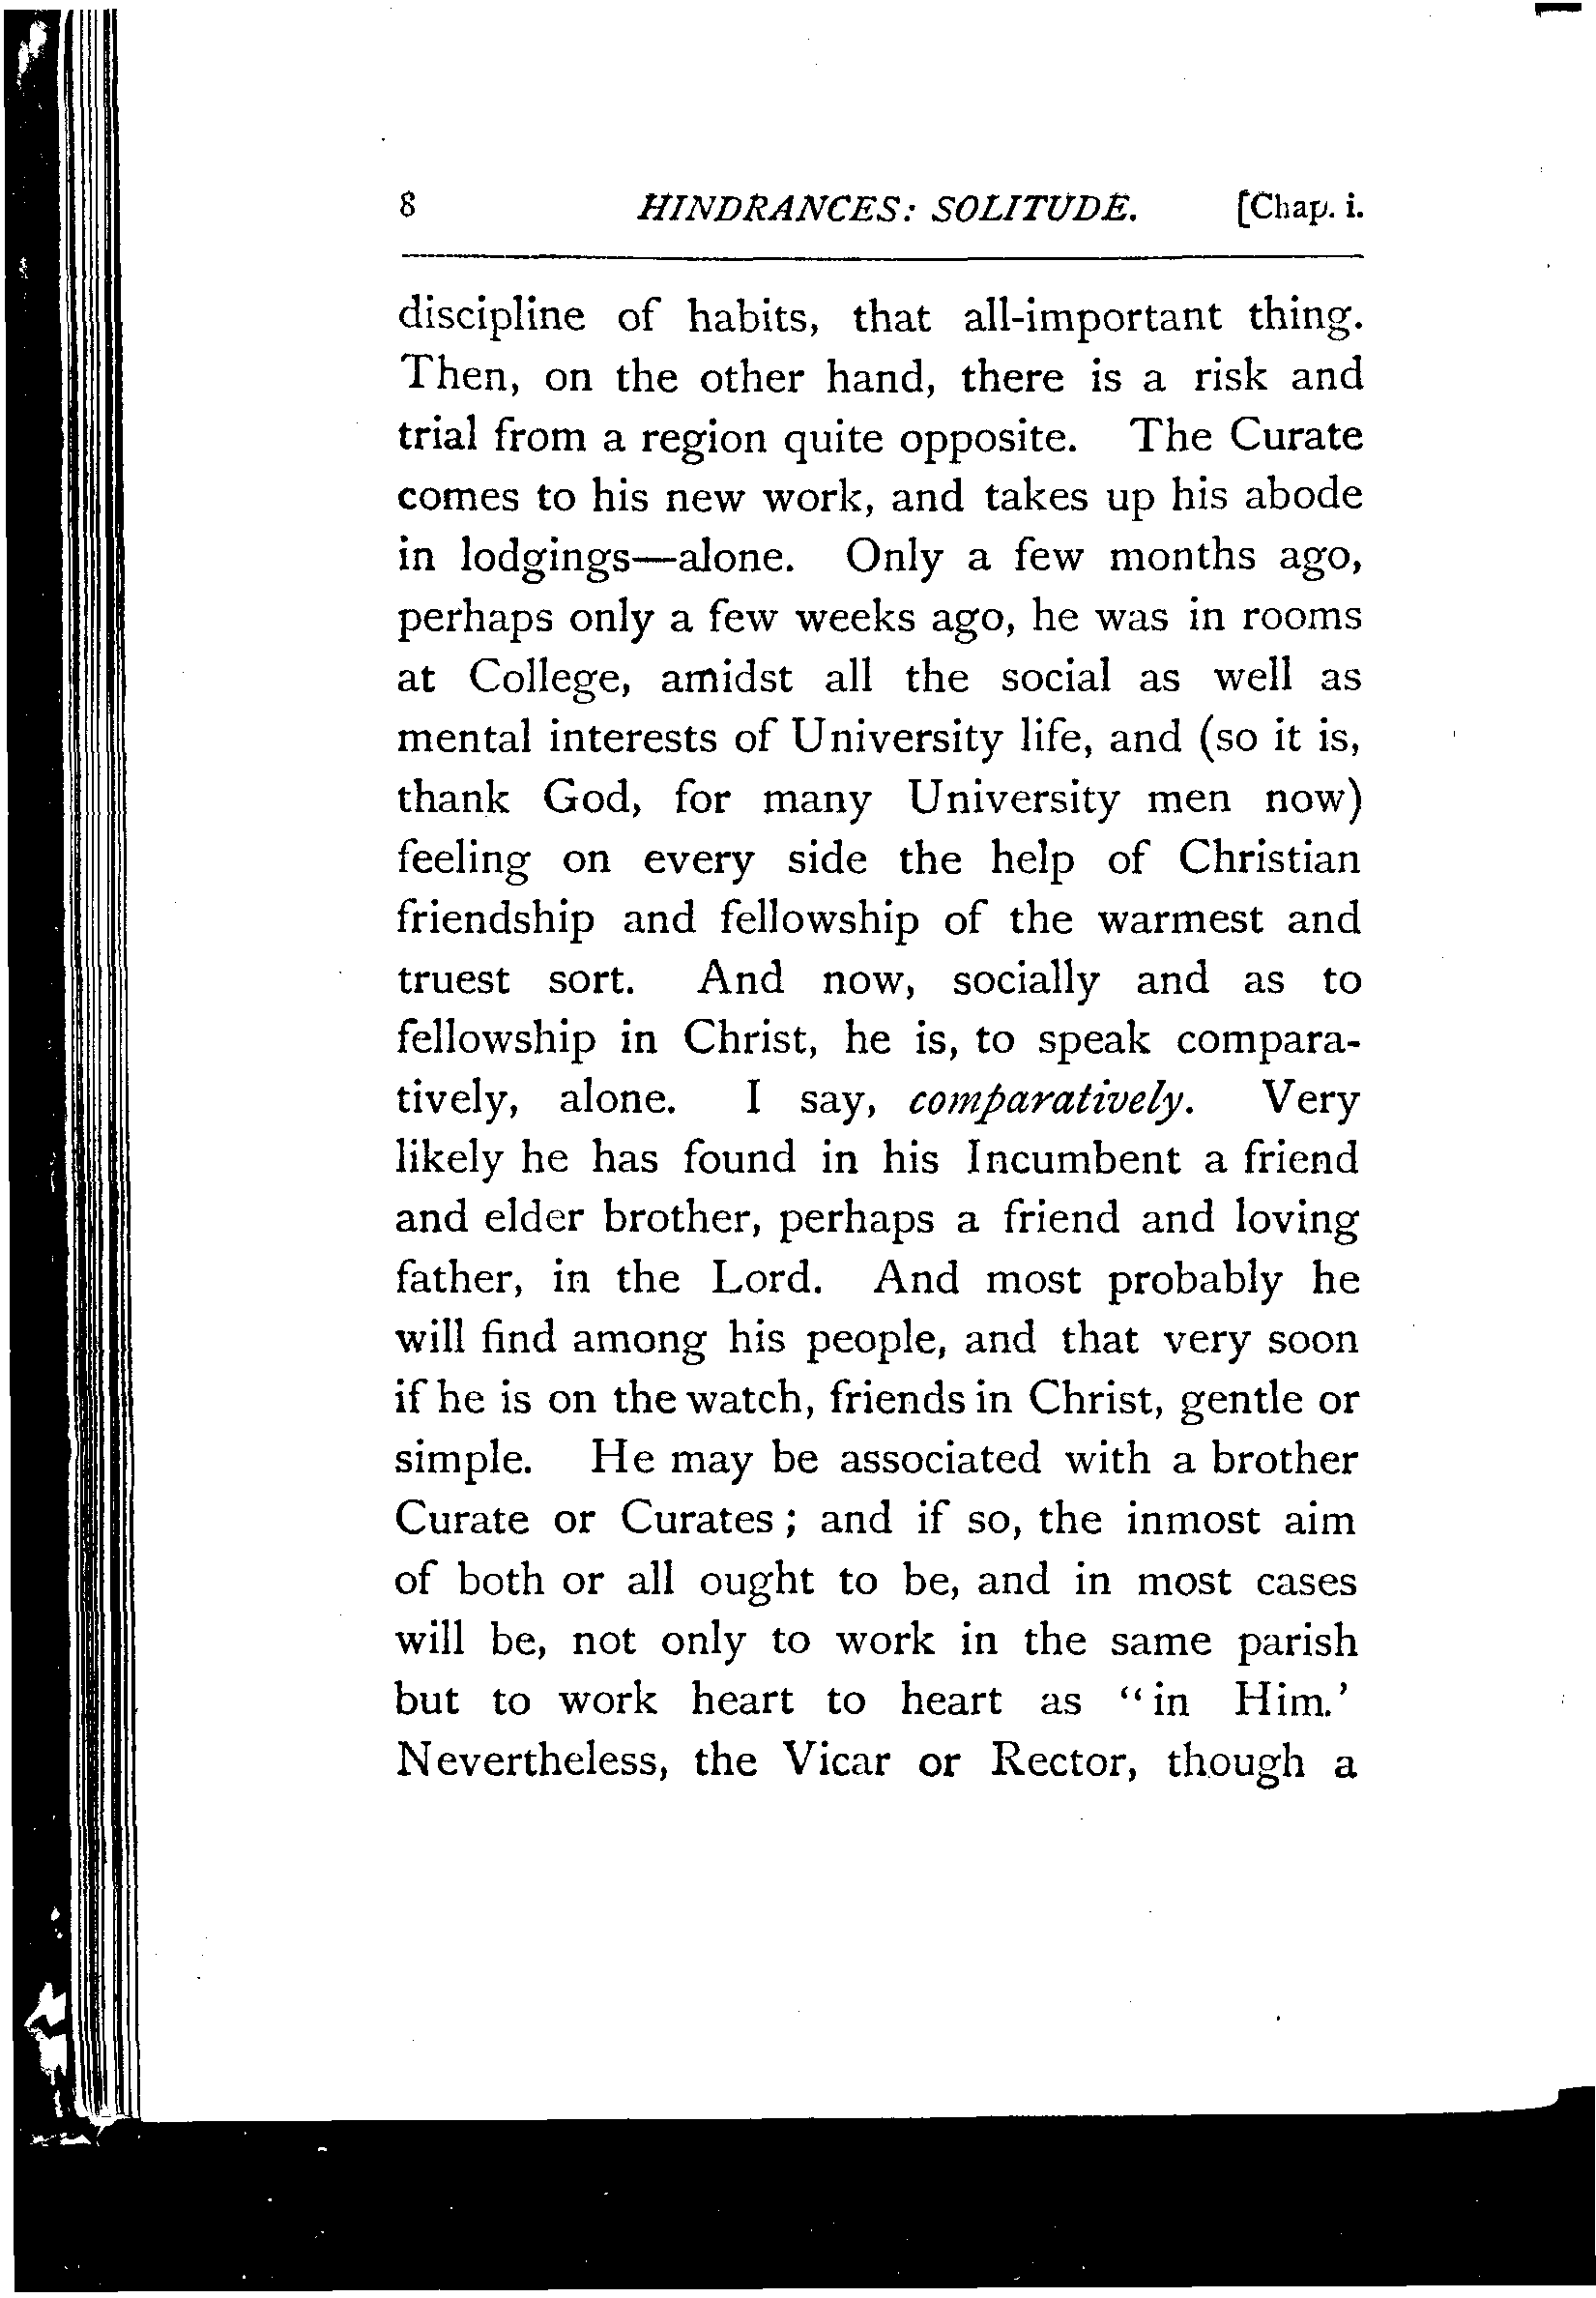 8 HINDRANCES: SOLITUDE. [Chap. i.
discipline of habits, that all-important thing.
Then, on the other hand, there is a risk and
trial from a region quite opposite. The Curate
comes to his new work, and takes up his abode
in lodgings—alone. Only a few months ago,
perhaps only a few weeks ago, he was in rooms
at College, amidst all the social as well as
mental interests of University life, and (so it is,
thank God, for many University men now)
feeling on every side the help of Christian
friendship and fellowship of the warmest and
truest sort. And now, socially and as to
fellowship in Christ, he is, to speak compara-
tively, alone. I say, comparatively. Very
likely he has found in his Incumbent a friend
and elder brother, perhaps a friend and loving
father, in the Lord. And most probably he
will find among his people, and that very soon
if he is on the watch, friends in Christ, gentle or
simple. He may be associated with a brother
Curate or Curates; and if so, the inmost aim
of both or all ought to be, and in most cases
will be, not only to work in the same parish
but to work heart to heart as “in Him.’
Nevertheless, the Vicar or Rector, though a